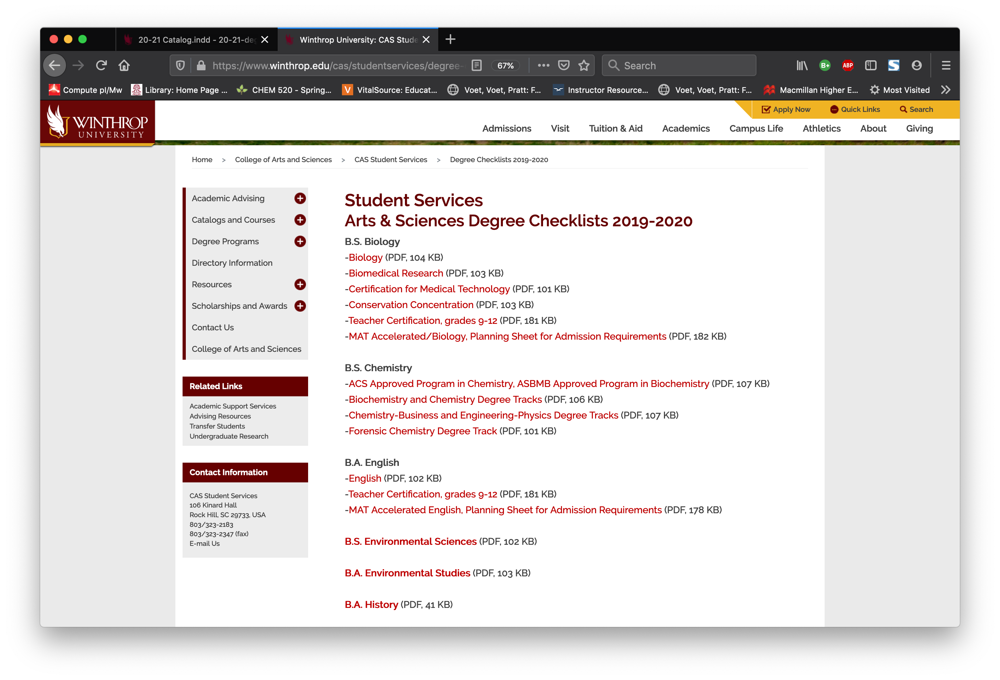 20-21 Catalog.indd - 20-21-deg
Winthrop University: CAS Stude
https://www.winthrop.edu/cas/studentservices/degree-
67%
Search
B+
ABP
Compute pI/Mw
Library: Home Page ...
CHEM 520 - Spring...
V
VitalSource: Educat...
Voet, Voet, Pratt: F...
Instructor Resource...
Voet, Voet, Pratt: F...
Macmillan Higher E...
Most Visited
WINTHROP
UNIVERSITY
Apply Now
Quick Links
Search
Admissions
Visit
Tuition & Aid
Academics
Campus Life
Athletics
About
Giving
Home > College of Arts and Sciences > CAS Student Services > Degree Checklists 2019-2020
Academic Advising
Catalogs and Courses
Degree Programs
Directory Information
Resources
Scholarships and Awards
Contact Us
College of Arts and Sciences
Related Links
Academic Support Services
Advising Resources
Transfer Students
Undergraduate Research
Contact Information
CAS Student Services
106 Kinard Hall
Rock Hill, SC 29733, USA
803/323-2183
803/323-2347 (fax)
E-mail Us
Student Services
Arts & Sciences Degree Checklists 2019-2020
B.S. Biology
-Biology (PDF, 104 KB)
-Biomedical Research (PDF, 103 KB)
-Certification for Medical Technology (PDF, 101 KB)
-Conservation Concentration (PDF, 103 KB)
-Teacher Certification, grades 9-12 (PDF, 181 KB)
-MAT Accelerated/Biology, Planning Sheet for Admission Requirements (PDF, 182 KB)
B.S. Chemistry
-ACS Approved Program in Chemistry, ASBMB Approved Program in Biochemistry (PDF, 107 KB)
-Biochemistry and Chemistry Degree Tracks (PDF, 106 KB)
-Chemistry-Business and Engineering-Physics Degree Tracks (PDF, 107 KB)
-Forensic Chemistry Degree Track (PDF, 101 KB)
B.A. English
-English (PDF, 102 KB)
-Teacher Certification, grades 9-12 (PDF, 181 KB)
-MAT Accelerated English, Planning Sheet for Admission Requirements (PDF, 178 KB)
B.S. Environmental Sciences (PDF, 102 KB)
B.A. Environmental Studies (PDF, 103 KB)
B.A. History (PDF, 41 KB)